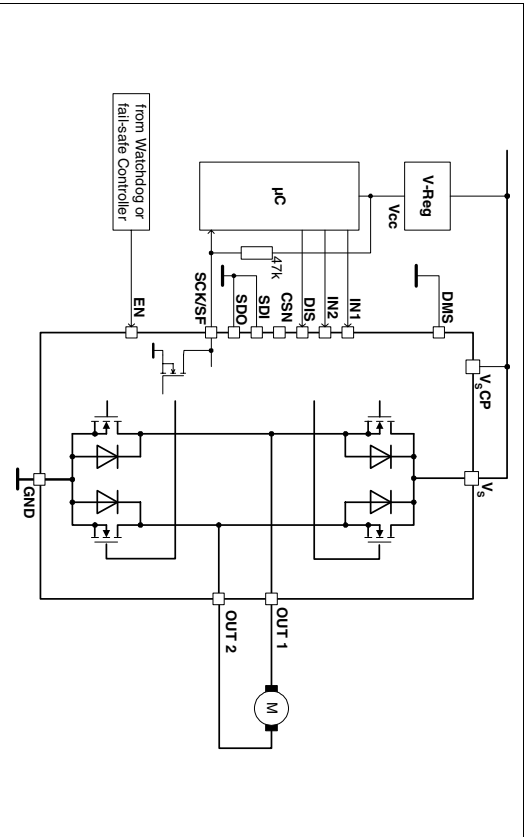 V-Reg
Vcc
µC
47k
from Watchdog or
fail-safe Controller
DMS
IN1
IN2
DIS
CSN
SDI
SDO
SCK/SF
EN
VₛCP
Vₛ
GND
OUT 1
OUT 2
M